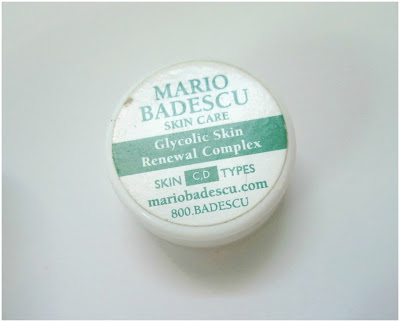 MARIO
BADESCU
SKIN CARE
Glycolic Skin
Renewal Complex
SKIN C,D TYPES
mariobadescu.com
800.BADESCU